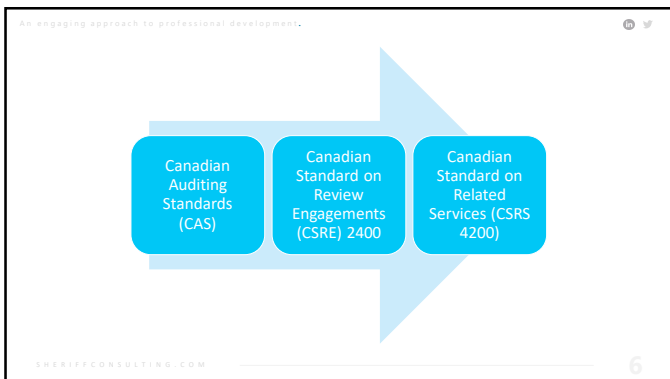 An engaging approach to professional development.
in
Canadian
Auditing
Standards
(CAS)
Canadian
Standard on
Review
Engagements
(CSRE) 2400
Canadian
Standard on
Related
Services (CSRS
4200)
SHERIFFCONSULTING.COM
6